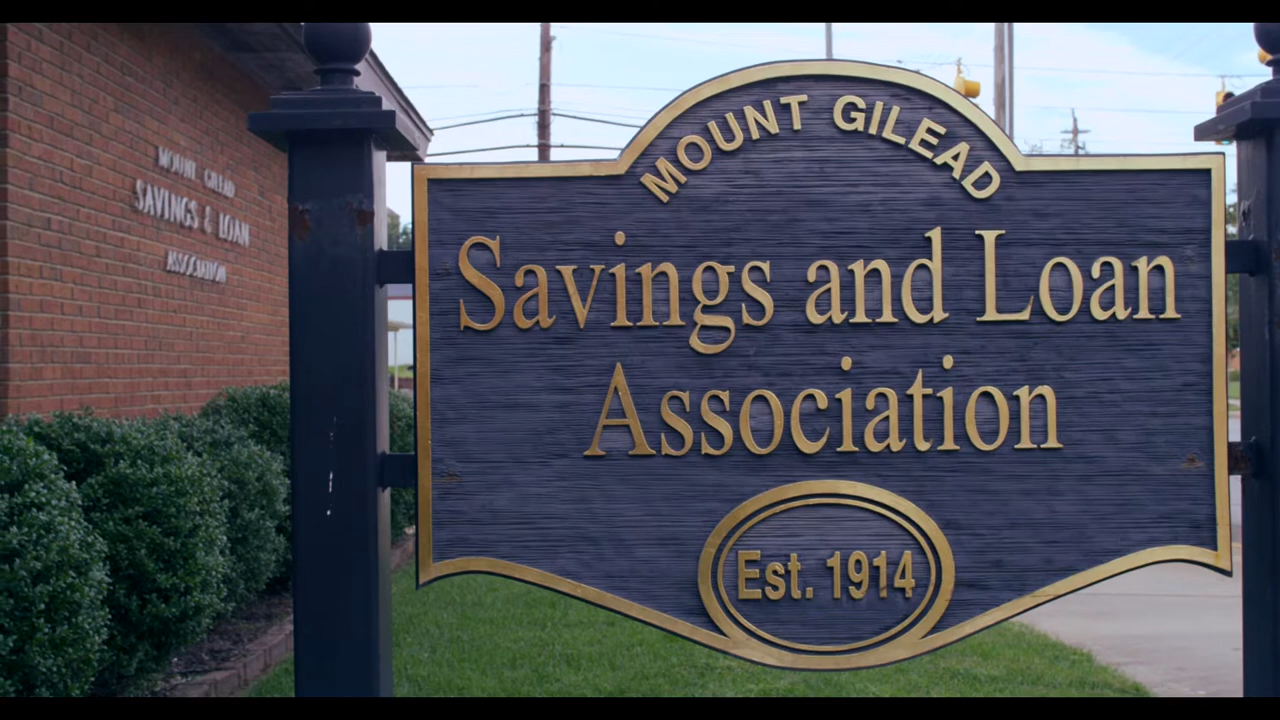 MOUNT GILEAD
SAVINGS & LOAN
ASSOCIATION
MOUNT GILEAD
Savings and Loan
Association
Est. 1914